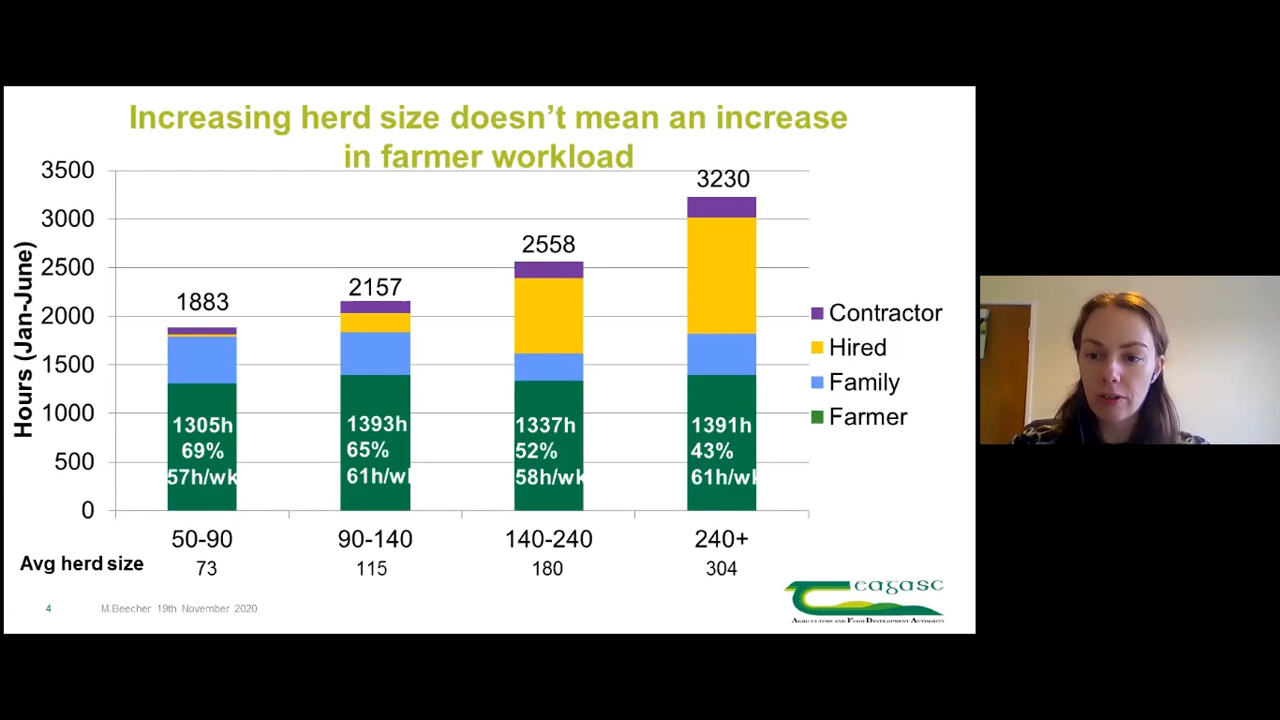 Increasing herd size doesn't mean an increase
in farmer workload
Hours (Jan-June)
3500
3000
2500
2000
1500
1000
500
0
1883
2157
2558
3230
1305h
69%
57h/wk
1393h
65%
61h/wk
1337h
52%
58h/wk
1391h
43%
61h/wk
Contractor
Hired
Family
Farmer
50-90
90-140
140-240
240+
Avg herd size
73
115
180
304
4
M.Beecher 19th November 2020
Teagasc
AGRICULTURE AND FOOD DEVELOPMENT AUTHORITY